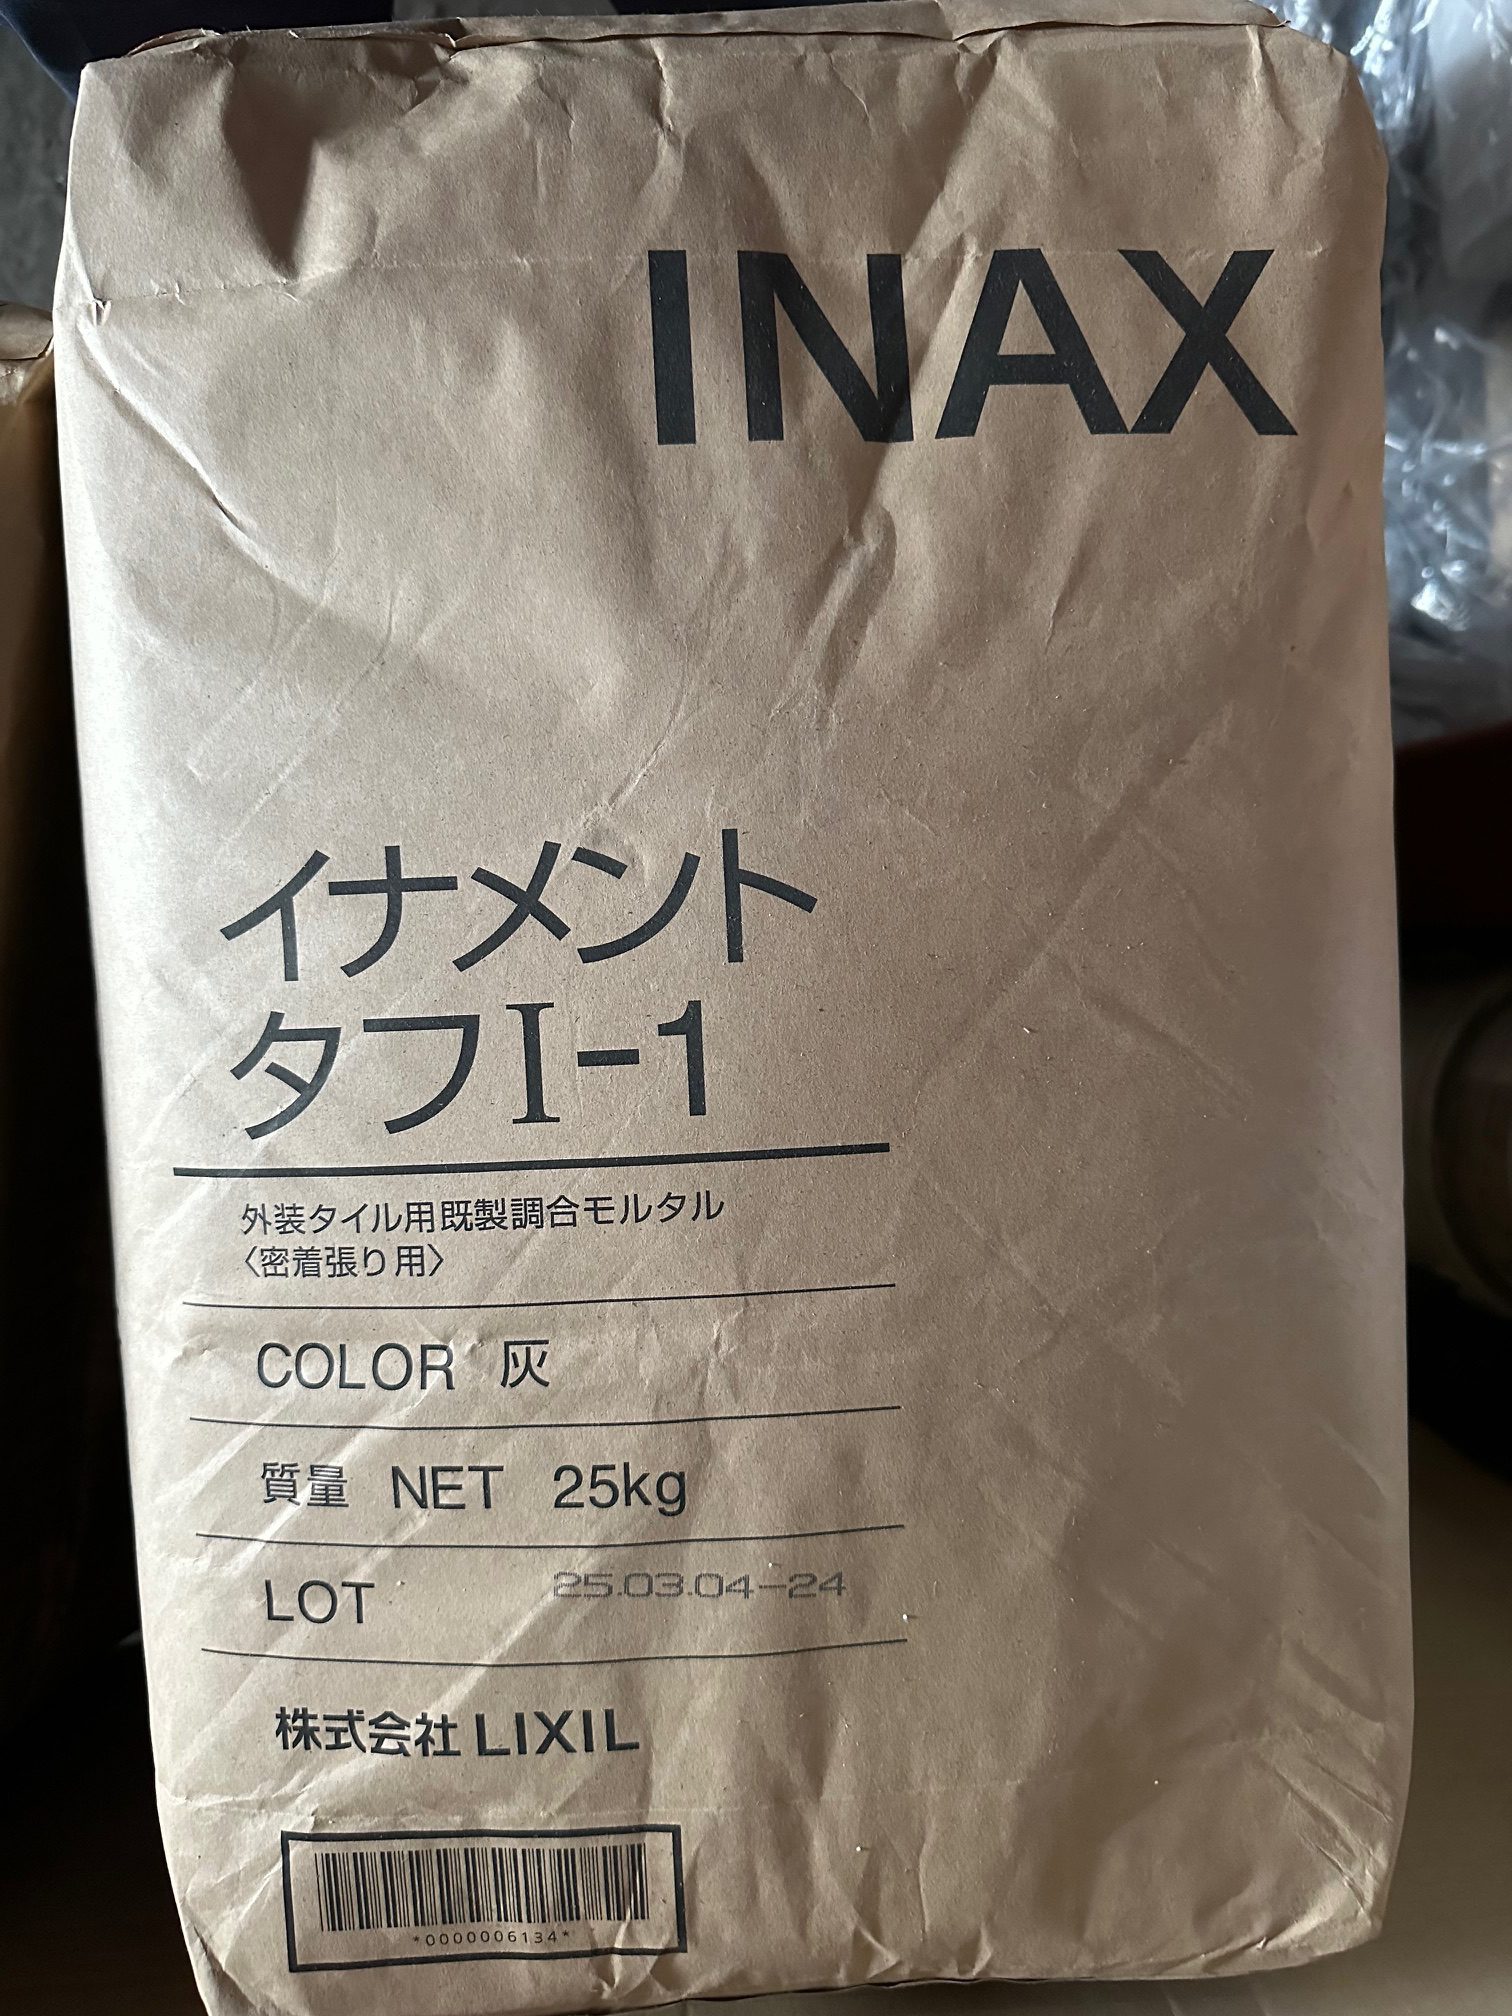 INAX
イナメント
タフI-1
外装タイル用既製調合モルタル
〈密着張り用〉
COLOR 灰
質量 NET 25kg
LOT 25.03.04-24
株式会社 LIXIL
*0000006134*